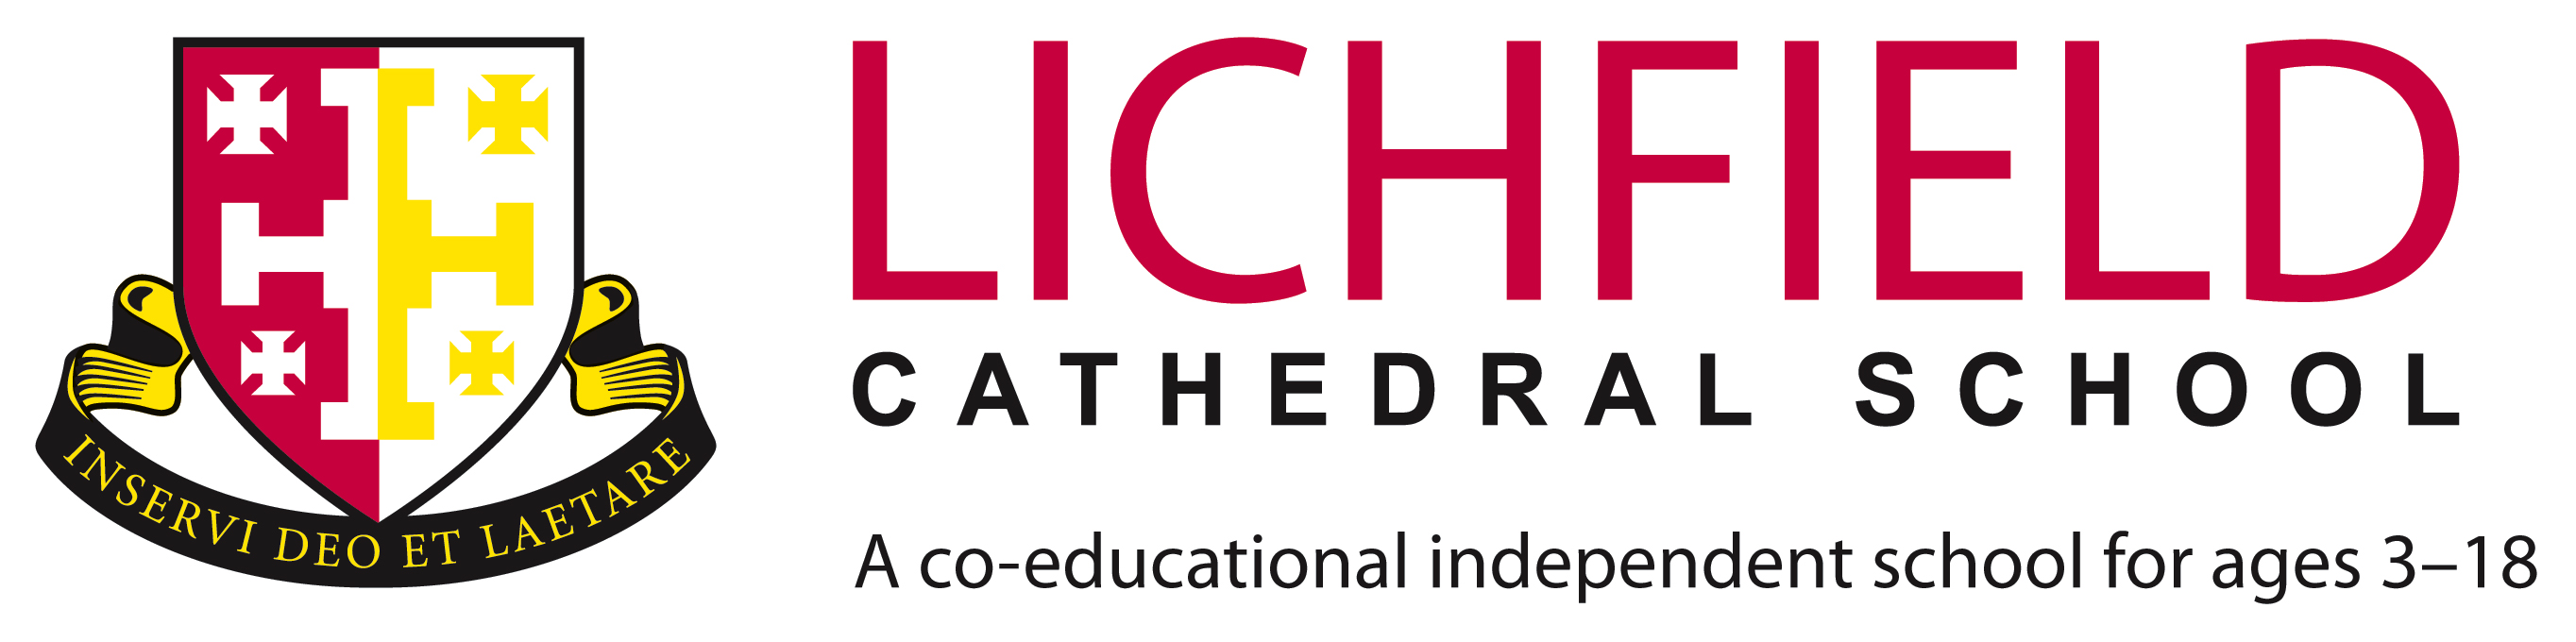 INSERVI DEO ET LAETARE
LICHFIELD
CATHEDRAL SCHOOL
A co-educational independent school for ages 3–18